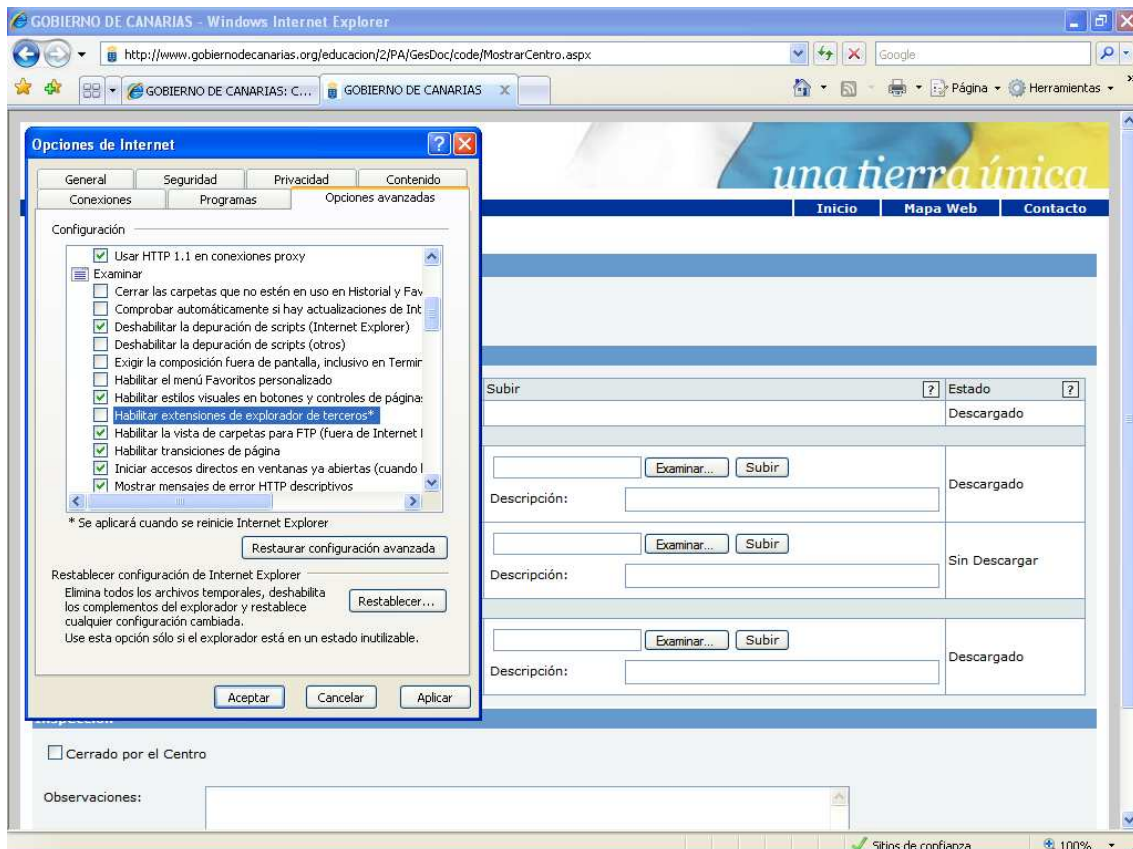 GOBIERNO DE CANARIAS - Windows Internet Explorer
http://www.gobiernodecanarias.org/educacion/2/PA/GesDoc/code/MostrarCentro.aspx
Google
GOBIERNO DE CANARIAS: C...
GOBIERNO DE CANARIAS
Página
Herramientas
una tierra única
Inicio
Mapa Web
Contacto
Opciones de Internet
General
Seguridad
Privacidad
Contenido
Conexiones
Programas
Opciones avanzadas
Configuración
Usar HTTP 1.1 en conexiones proxy
Examinar
Cerrar las carpetas que no estén en uso en Historial y Fav
Comprobar automáticamente si hay actualizaciones de Int
Deshabilitar la depuración de scripts (Internet Explorer)
Deshabilitar la depuración de scripts (otros)
Exigir la composición fuera de pantalla, inclusivo en Termin
Habilitar el menú Favoritos personalizado
Habilitar estilos visuales en botones y controles de página
Habilitar extensiones de explorador de terceros*
Habilitar la vista de carpetas para FTP (fuera de Internet
Habilitar transiciones de página
Iniciar accesos directos en ventanas ya abiertas (cuando
Mostrar mensajes de error HTTP descriptivos
* Se aplicará cuando se reinicie Internet Explorer
Restaurar configuración avanzada
Restablecer configuración de Internet Explorer
Elimina todos los archivos temporales, deshabilita
los complementos del explorador y restablece
cualquier configuración cambiada.
Restablecer...
Use esta opción sólo si el explorador está en un estado inutilizable.
Aceptar
Cancelar
Aplicar
Subir
?
Estado
?
Descargado
Examinar...
Subir
Descripción:
Descargado
Examinar...
Subir
Descripción:
Sin Descargar
Examinar...
Subir
Descripción:
Descargado
Inspección
Cerrado por el Centro
Observaciones:
Sitios de confianza
100%